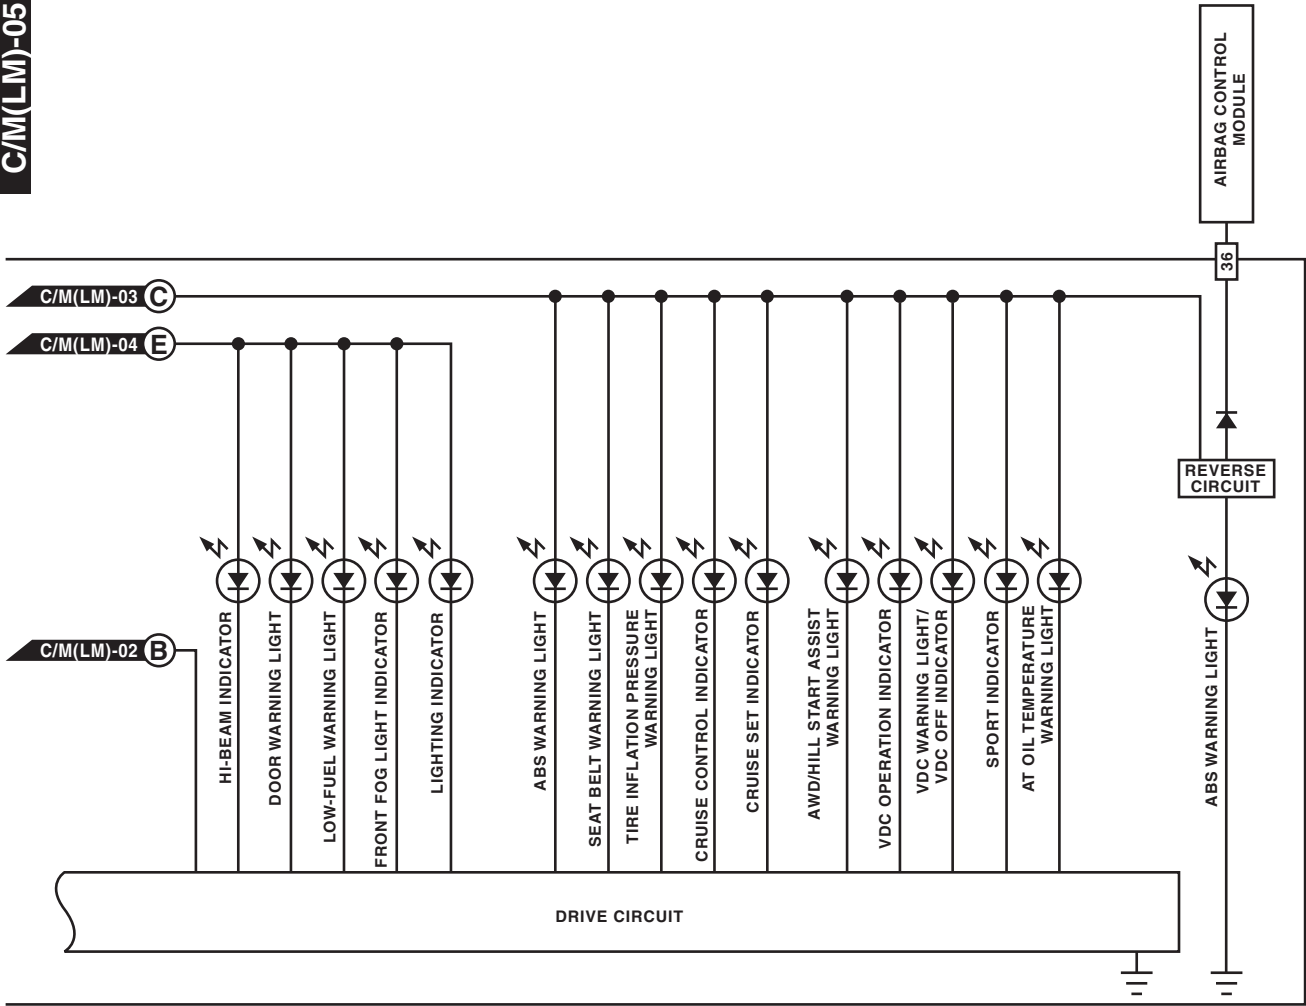 C/M(LM)-05
AIRBAG CONTROL
MODULE
36
C/M(LM)-03 C
C/M(LM)-04 E
REVERSE
CIRCUIT
C/M(LM)-02 B
HI-BEAM INDICATOR
DOOR WARNING LIGHT
LOW-FUEL WARNING LIGHT
FRONT FOG LIGHT INDICATOR
LIGHTING INDICATOR
ABS WARNING LIGHT
SEAT BELT WARNING LIGHT
TIRE INFLATION PRESSURE
WARNING LIGHT
CRUISE CONTROL INDICATOR
CRUISE SET INDICATOR
AWD/HILL START ASSIST
WARNING LIGHT
VDC OPERATION INDICATOR
VDC WARNING LIGHT/
VDC OFF INDICATOR
SPORT INDICATOR
AT OIL TEMPERATURE
WARNING LIGHT
ABS WARNING LIGHT
DRIVE CIRCUIT